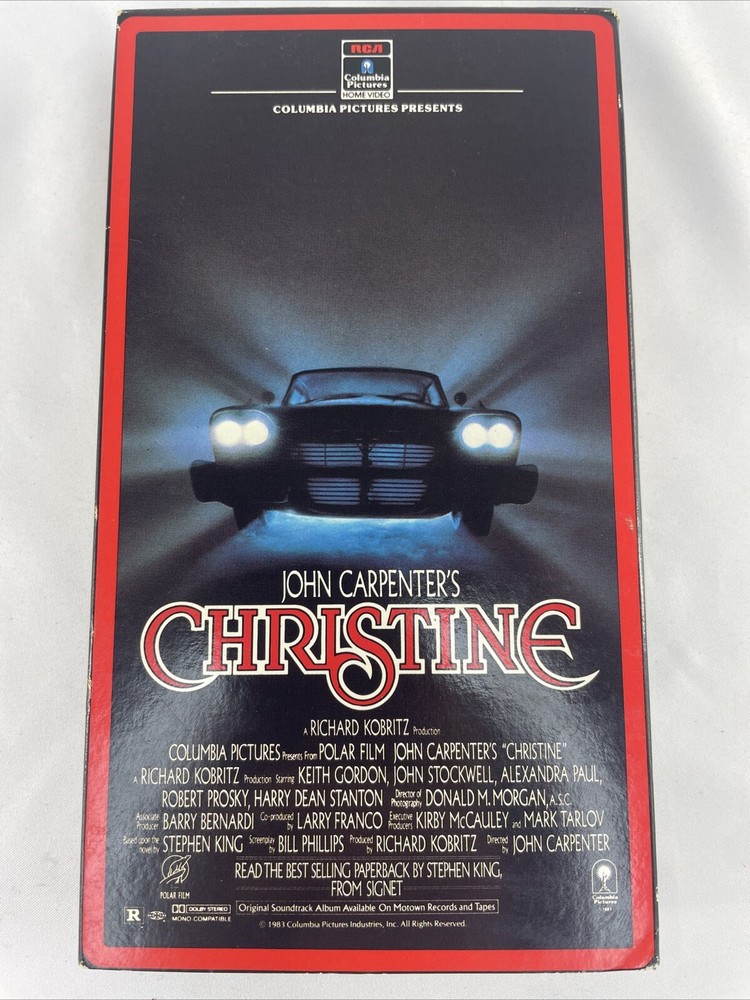 RCA
Columbia
Pictures
HOME VIDEO
COLUMBIA PICTURES PRESENTS
JOHN CARPENTER'S
CHRISTINE
A RICHARD KOBRITZ Production
COLUMBIA PICTURES Presents From POLAR FILM JOHN CARPENTER'S "CHRISTINE"
A RICHARD KOBRITZ Production Starring KEITH GORDON, JOHN STOCKWELL, ALEXANDRA PAUL,
ROBERT PROSKY, HARRY DEAN STANTON Director of Photography DONALD M. MORGAN, A.S.C.
Associate Producer BARRY BERNARDI Co-produced by LARRY FRANCO Executive Producers KIRBY McCAULEY and MARK TARLOV
Based upon the novel by STEPHEN KING Screenplay by BILL PHILLIPS Produced by RICHARD KOBRITZ Directed by JOHN CARPENTER
READ THE BEST SELLING PAPERBACK BY STEPHEN KING,
FROM SIGNET
POLAR FILM
Columbia
Pictures
R
DOLBY STEREO
MONO COMPATIBLE
Original Soundtrack Album Available On Motown Records and Tapes
© 1983 Columbia Pictures Industries, Inc. All Rights Reserved.